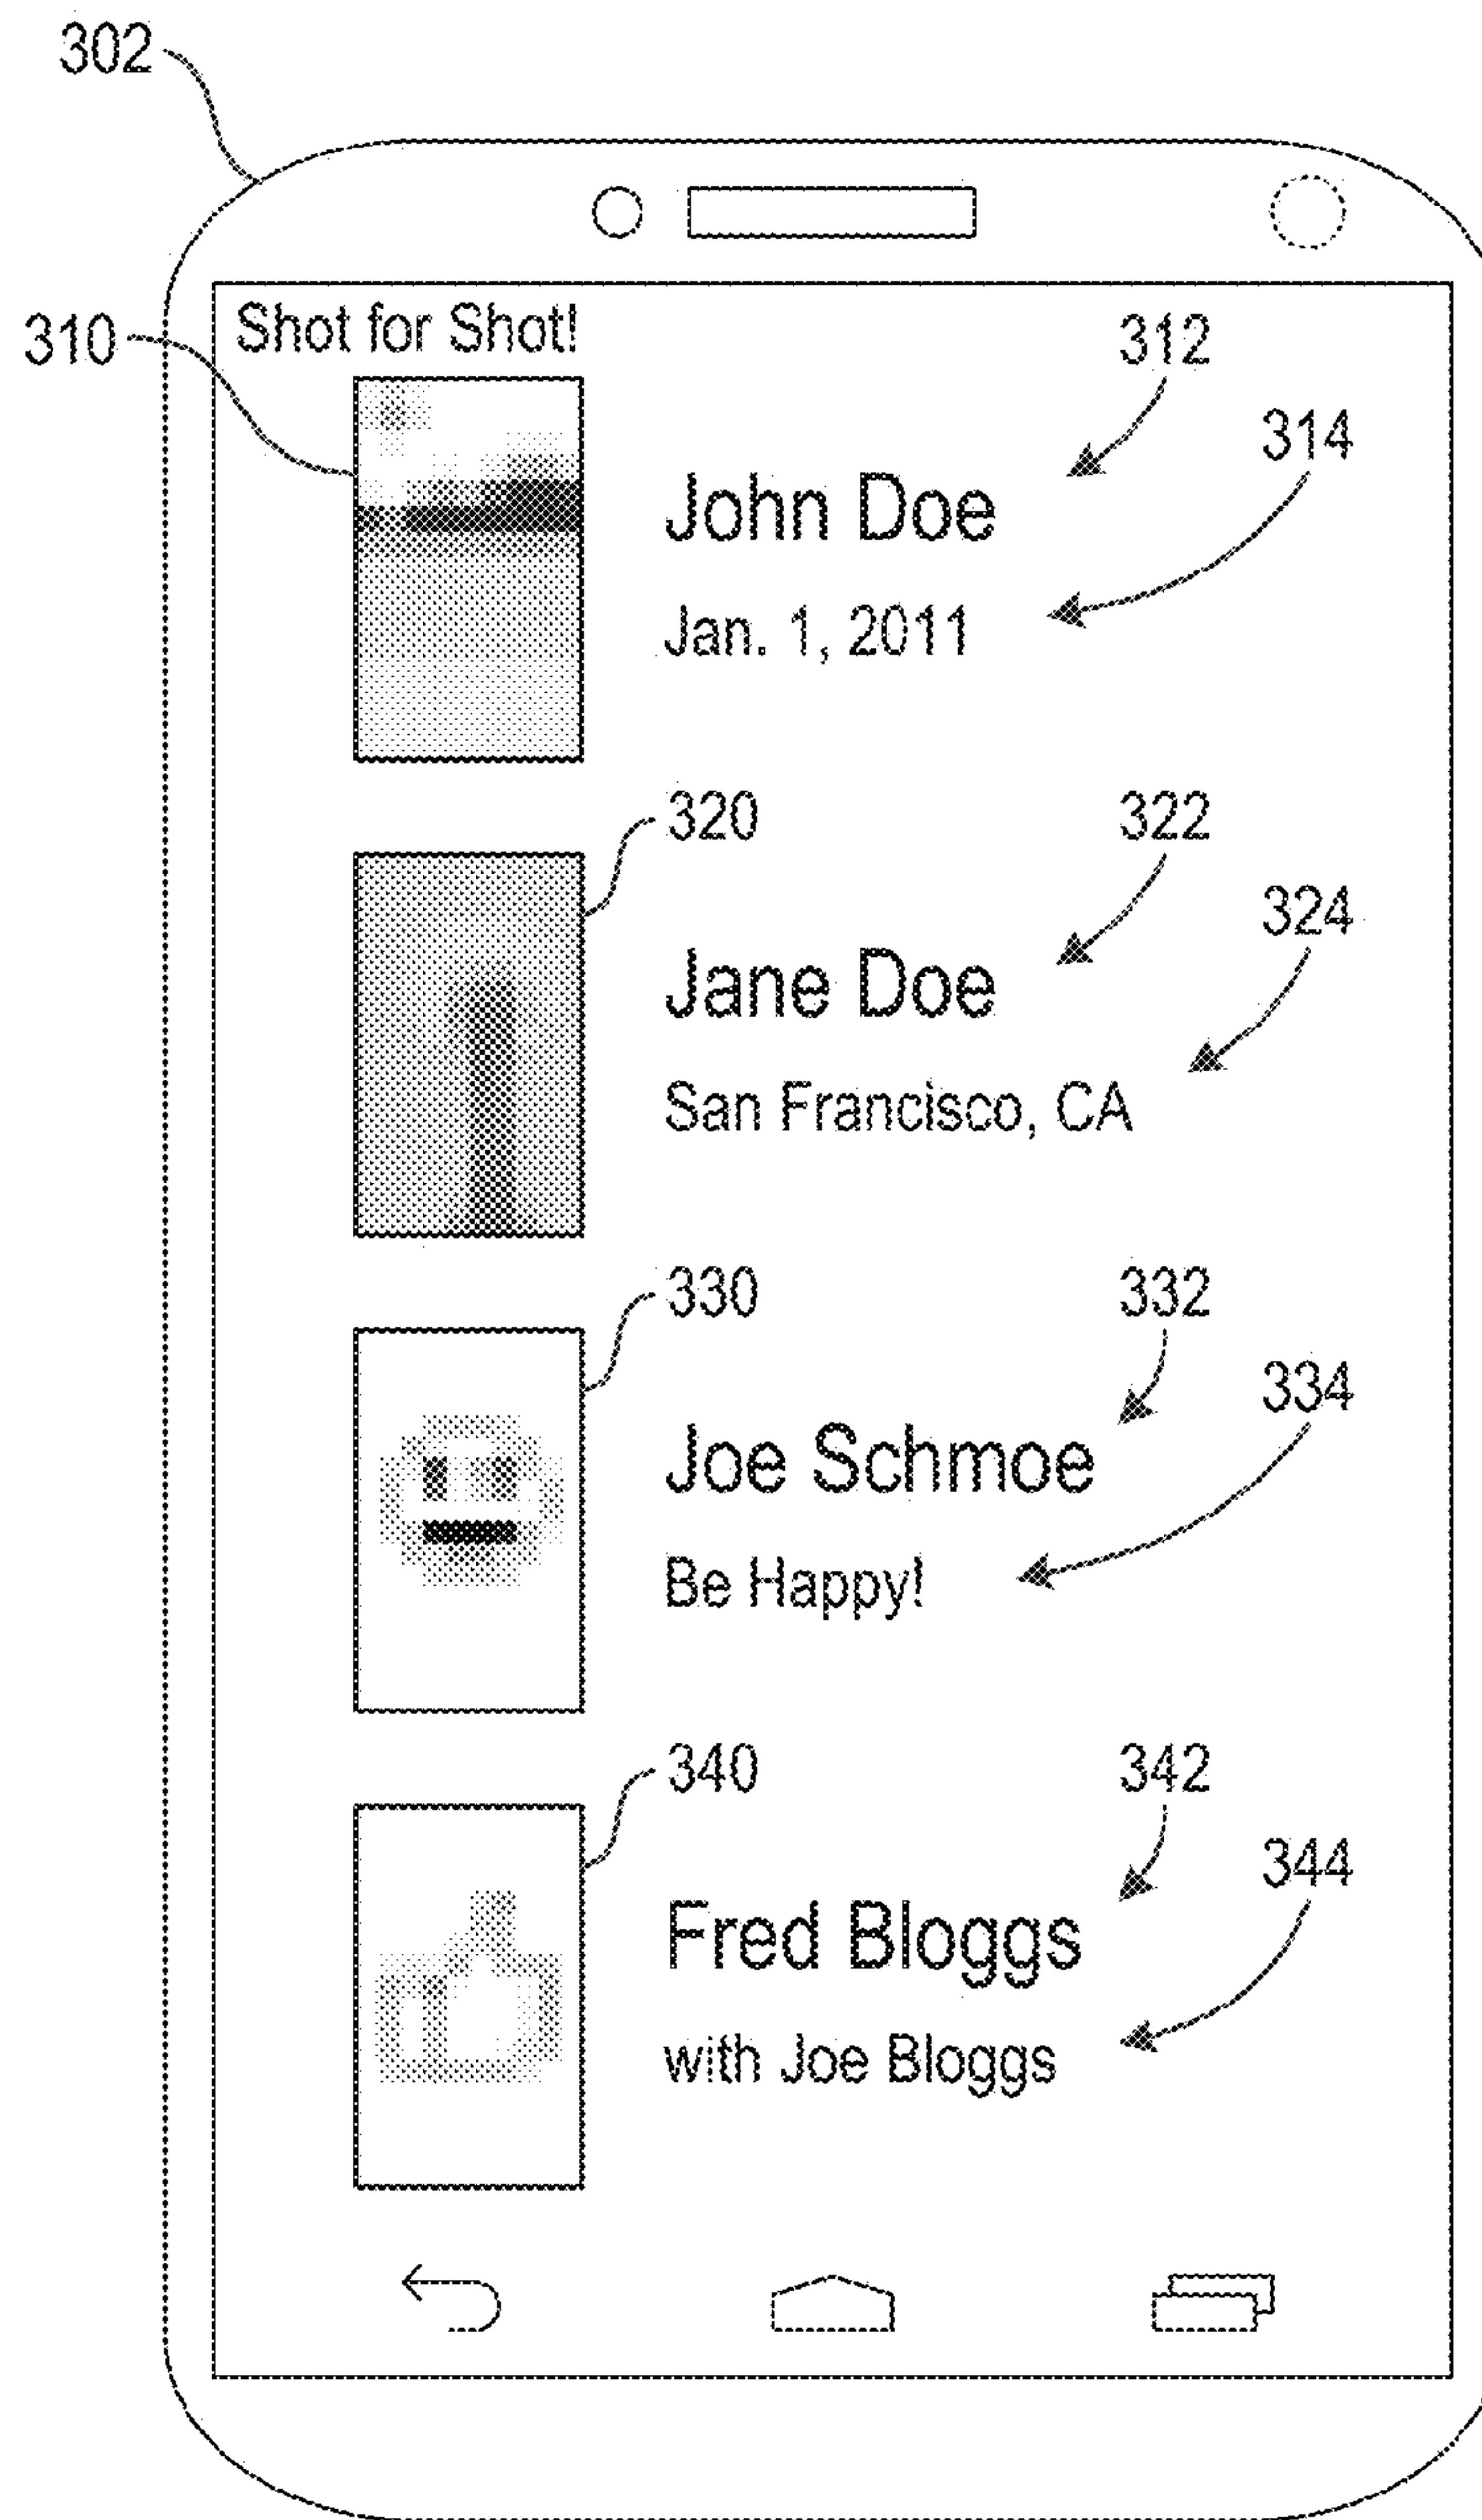 302
310
Shot for Shot!
312
314
John Doe
Jan. 1, 2011
320
322
324
Jane Doe
San Francisco, CA
330
332
334
Joe Schmoe
Be Happy!
340
342
344
Fred Bloggs
with Joe Bloggs